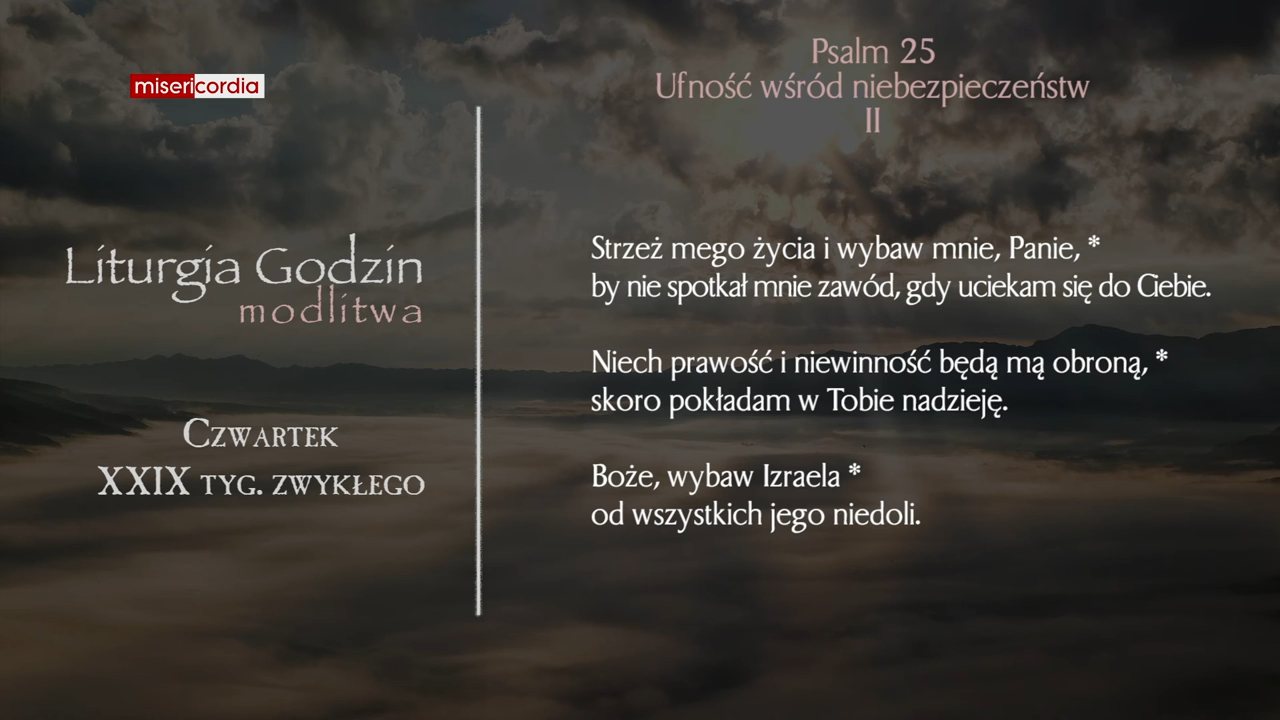 misericordia
Liturgia Godzin
modlitwa
Czwartek
XXIX tyg. zwykłego
Psalm 25
Ufność wśród niebezpieczeństw
II
Strzeż mego życia i wybaw mnie, Panie, *
by nie spotkał mnie zawód, gdy uciekam się do Ciebie.
Niech prawość i niewinność będą mą obroną, *
skoro pokładam w Tobie nadzieję.
Boże, wybaw Izraela *
od wszystkich jego niedoli.